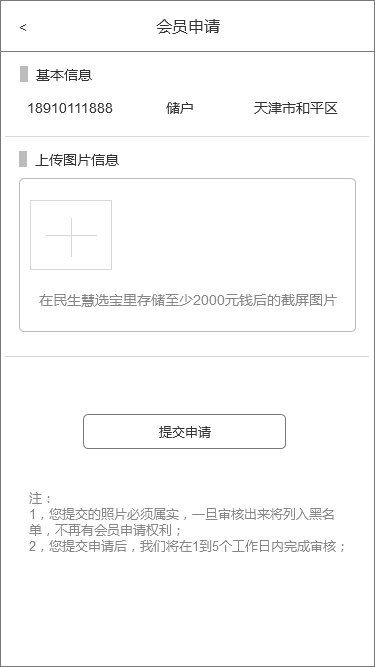 <
会员申请
基本信息
18910111888 储户 天津市和平区
上传图片信息
在民生慧选宝里存储至少2000元钱后的截屏图片
提交申请
注：
1，您提交的照片必须属实，一旦审核出来将列入黑名
单，不再有会员申请权利；
2，您提交申请后，我们将在1到5个工作日内完成审核；